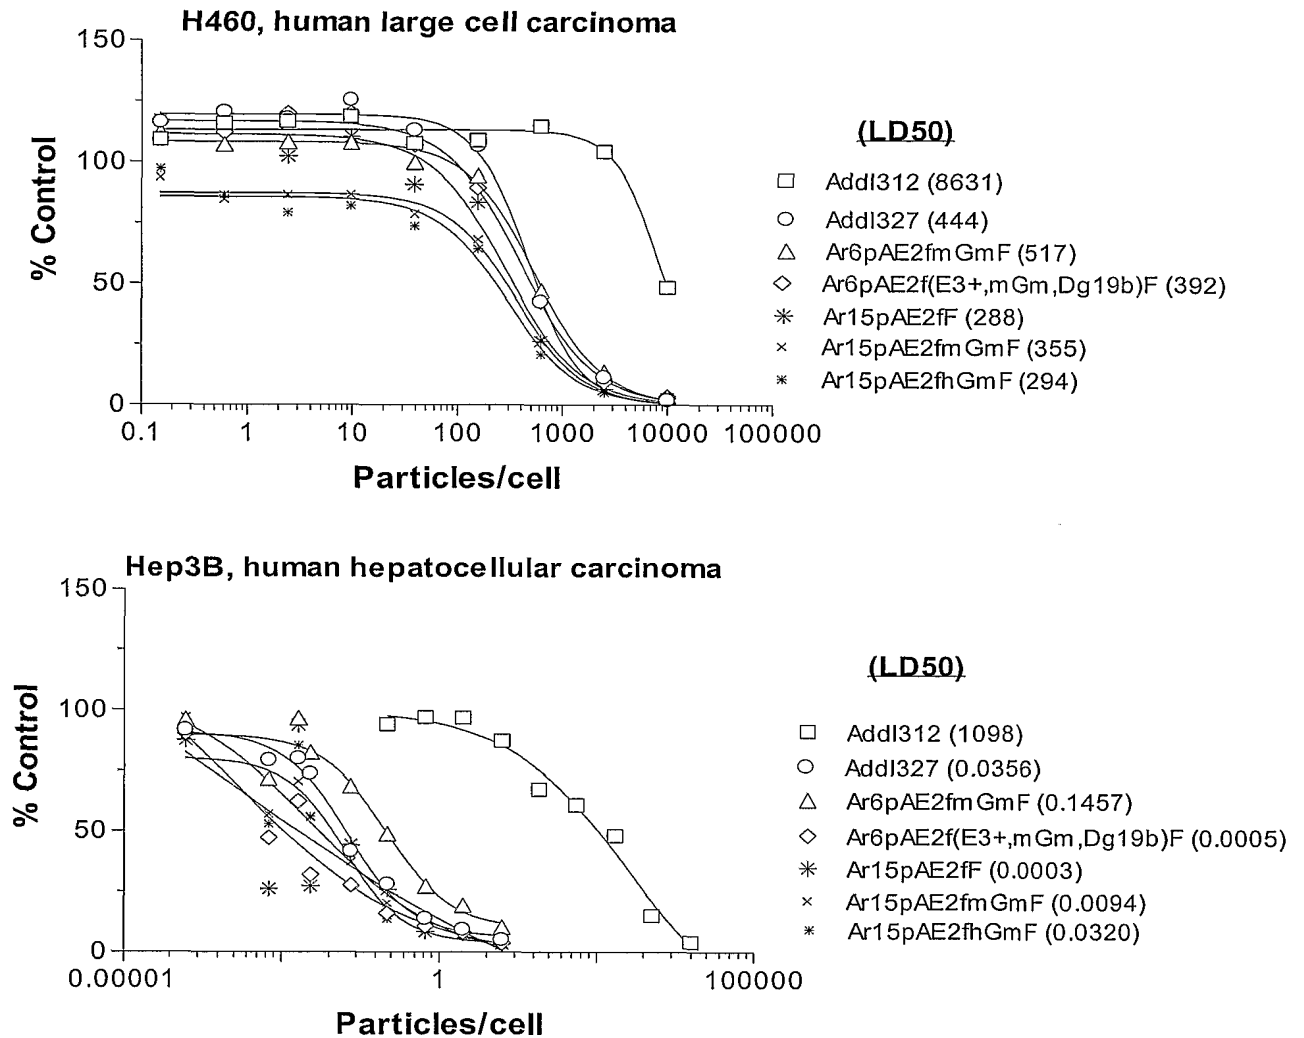 H460, human large cell carcinoma
150
100
50
0
% Control
0.1 1 10 100 1000 10000 100000
Particles/cell
(LD50)
Addl312 (8631)
Addl327 (444)
Ar6pAE2fmGmF (517)
Ar6pAE2f(E3+,mGm,Dg19b)F (392)
Ar15pAE2fF (288)
Ar15pAE2fmGmF (355)
Ar15pAE2fhGmF (294)
Hep3B, human hepatocellular carcinoma
150
100
50
0
% Control
0.00001 1 100000
Particles/cell
(LD50)
Addl312 (1098)
Addl327 (0.0356)
Ar6pAE2fmGmF (0.1457)
Ar6pAE2f(E3+,mGm,Dg19b)F (0.0005)
Ar15pAE2fF (0.0003)
Ar15pAE2fmGmF (0.0094)
Ar15pAE2fhGmF (0.0320)